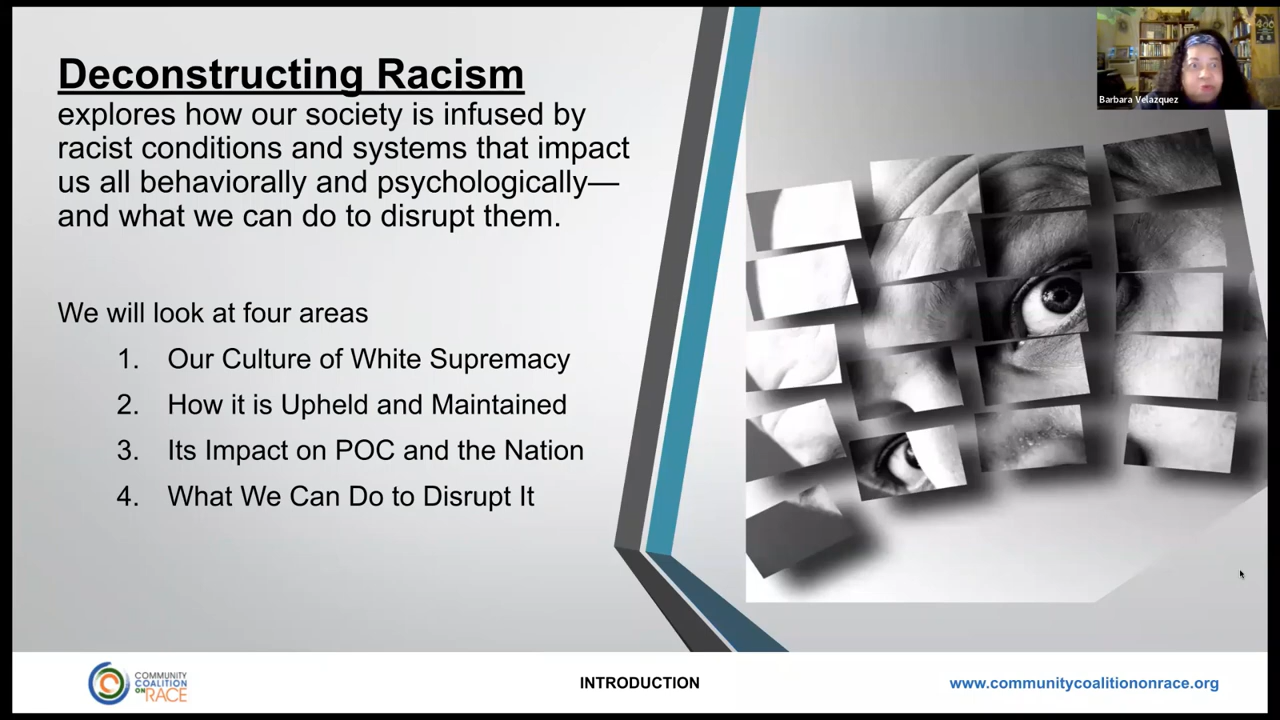 Deconstructing Racism
explores how our society is infused by
racist conditions and systems that impact
us all behaviorally and psychologically—
and what we can do to disrupt them.
We will look at four areas
1. Our Culture of White Supremacy
2. How it is Upheld and Maintained
3. Its Impact on POC and the Nation
4. What We Can Do to Disrupt It
Barbara Velazquez
COMMUNITY
COALITION
ON RACE
INTRODUCTION
www.communitycoalitiononrace.org